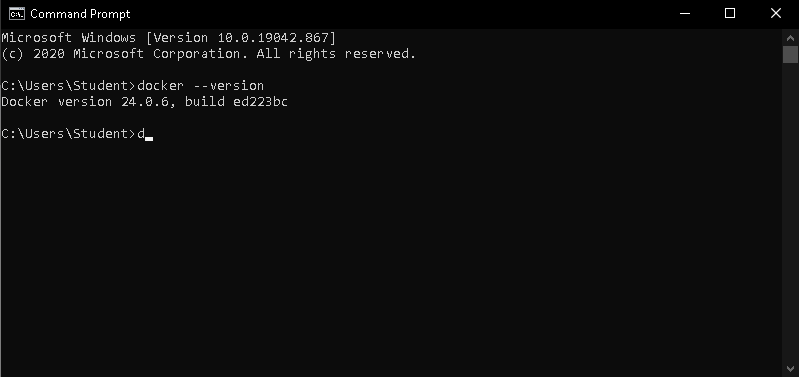 Command Prompt
Microsoft Windows [Version 10.0.19042.867]
(c) 2020 Microsoft Corporation. All rights reserved.
C:\Users\Student>docker --version
Docker version 24.0.6, build ed223bc
C:\Users\Student>d